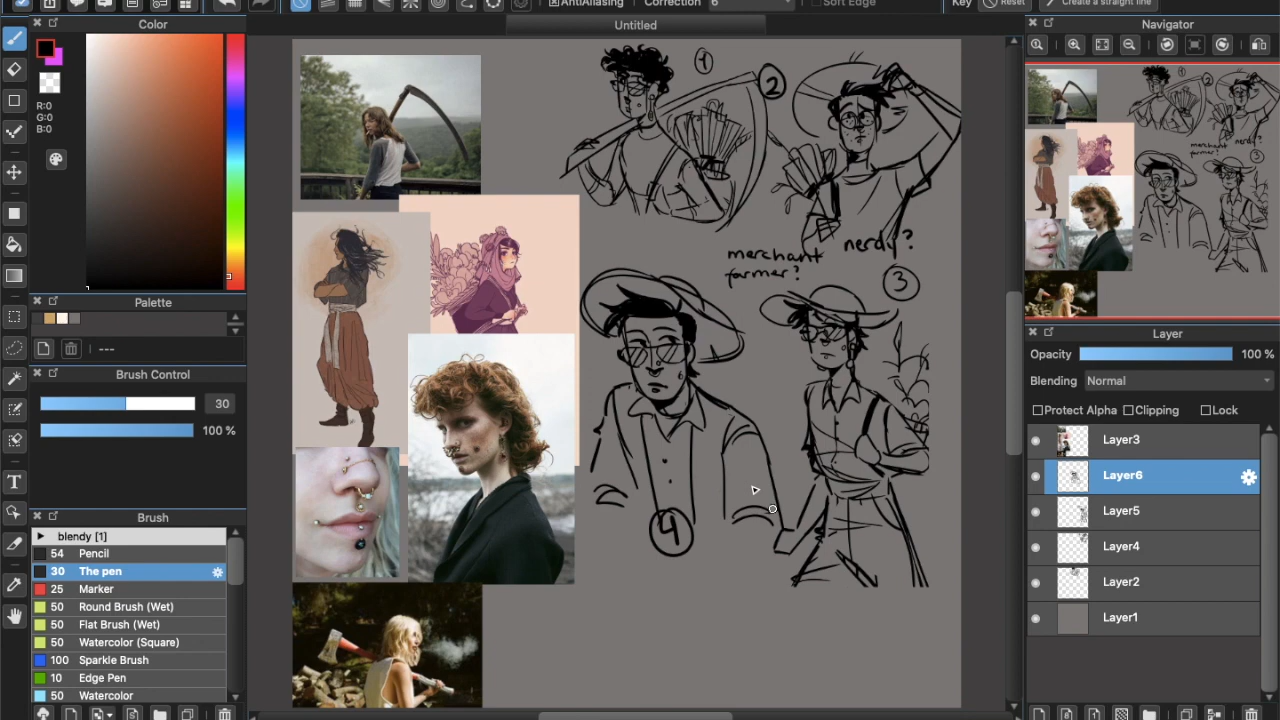 AntiAliasing
Correction
6
Soft Edge
Key
Reset
Create a straight line
Color
Untitled
Navigator
R:0
G:0
B:0
Palette
---
Brush Control
30
100 %
Brush
blendy [1]
54 Pencil
30 The pen
25 Marker
50 Round Brush (Wet)
50 Flat Brush (Wet)
50 Watercolor (Square)
100 Sparkle Brush
10 Edge Pen
50 Watercolor
1
2
merchant
farmer?
nerdy?
3
4
Layer
Opacity 100 %
Blending Normal
Protect Alpha Clipping Lock
Layer3
Layer6
Layer5
Layer4
Layer2
Layer1